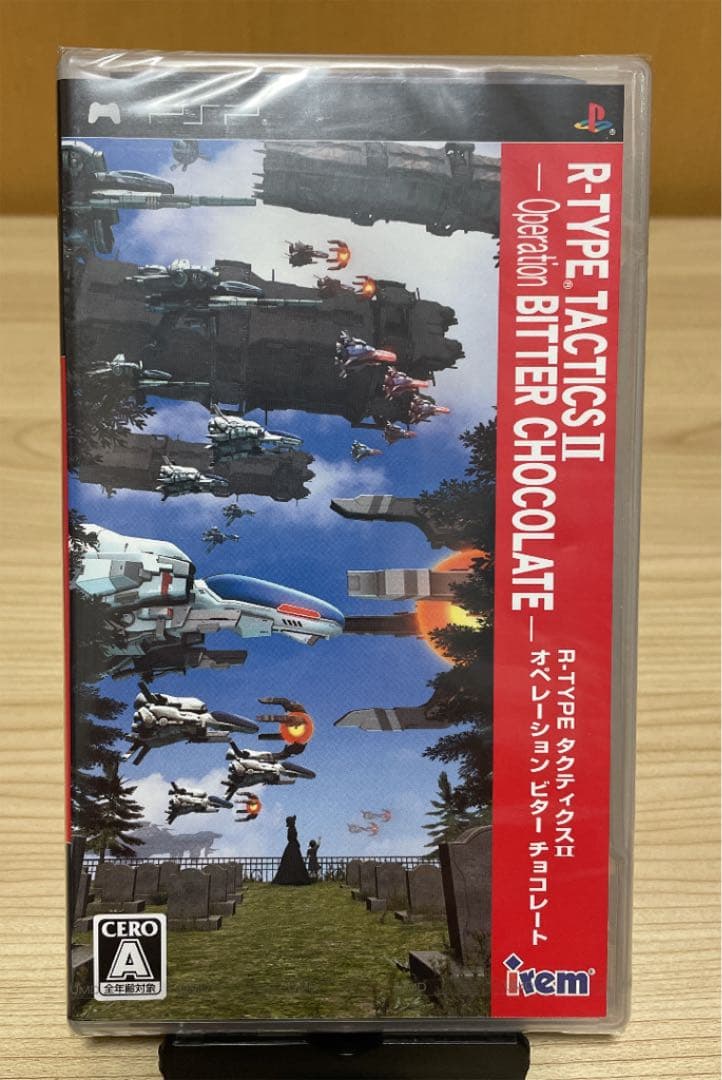 PSP
R-TYPE® TACTICS II
— Operation BITTER CHOCOLATE —
R-TYPE タクティクスII
オペレーション ビター チョコレート
CERO
A
全年齢対象
irem®